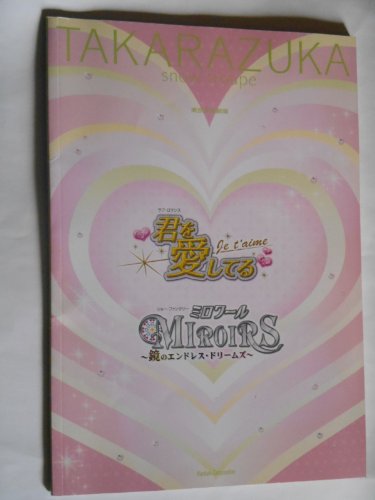 TAKARAZUKA
snow troupe
ラブ・ロマンス
君を
愛してる
Je t'aime
ショー・ファンタジー
ミロワール
MIROIRS
～鏡のエンドレス・ドリームズ～